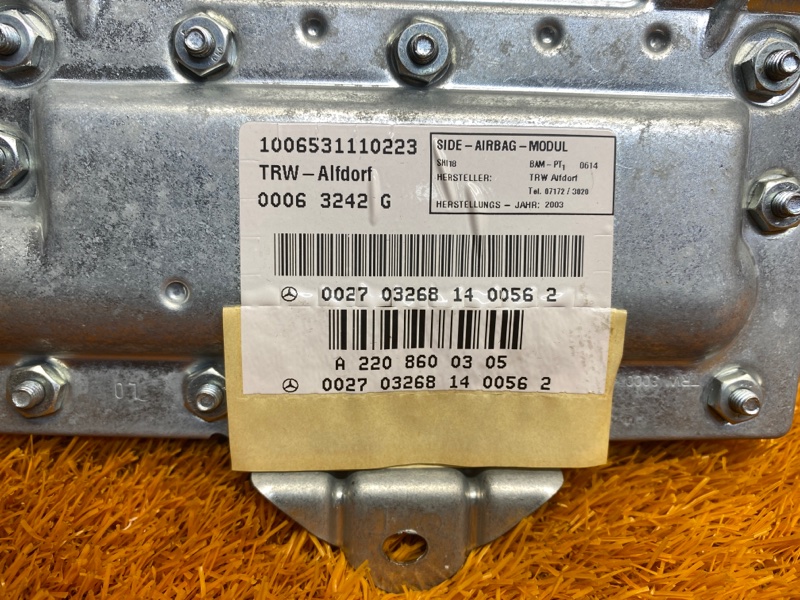 1006531110223
TRW-Alfdorf
0006 3242 G
SIDE-AIRBAG-MODUL
BAM-PT1 0614
HERSTELLER: TRW Alfdorf
Tel. 07172/3020
HERSTELLUNGS-JAHR: 2003
0027 03268 14 0056 2
A 220 860 03 05
0027 03268 14 0056 2
01